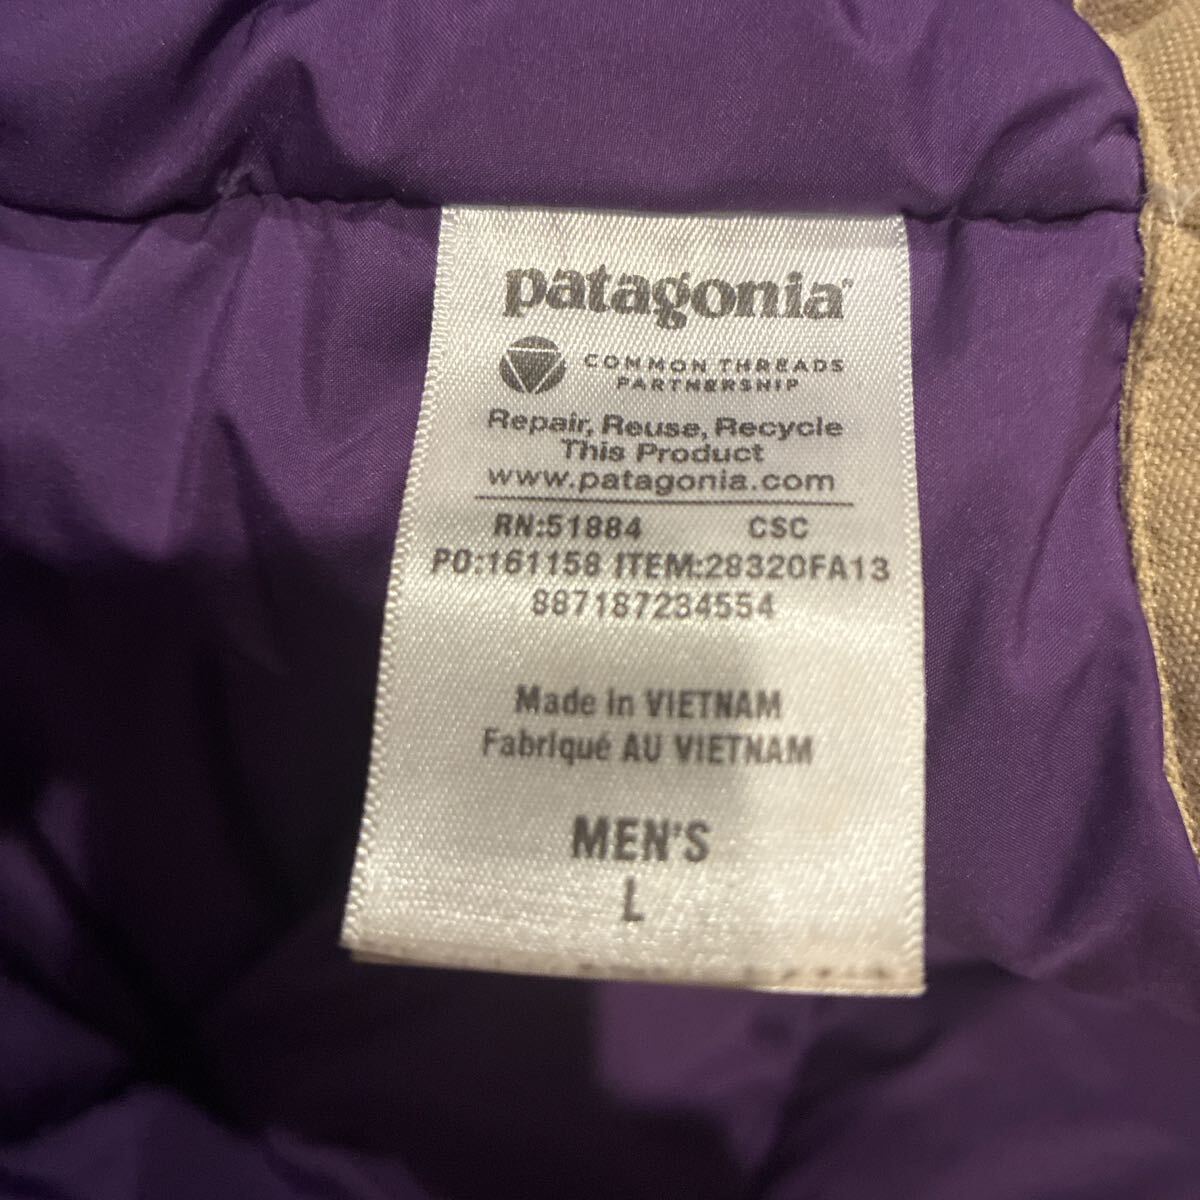 patagonia™
COMMON THREADS
PARTNERSHIP
Repair, Reuse, Recycle
This Product
www.patagonia.com
RN:51884 CSC
PO:161158 ITEM:28320FA13
887187234554
Made in VIETNAM
Fabriqué AU VIETNAM
MEN'S
L